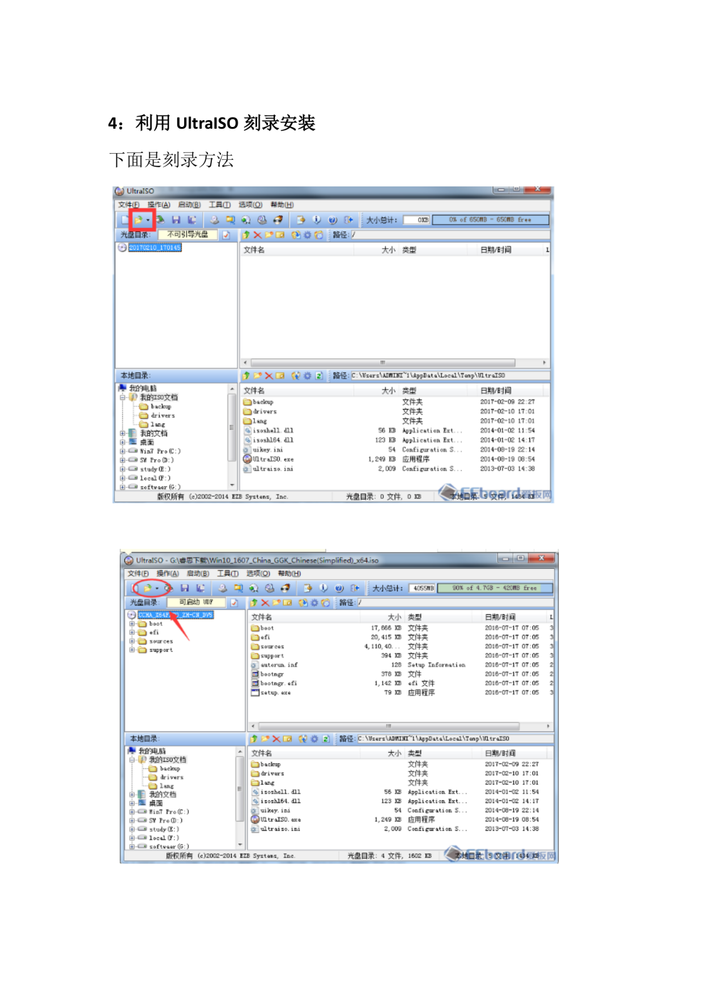 4：利用 UltraISO 刻录安装
下面是刻录方法
UltraISO
文件(F) 操作(A) 启动(B) 工具(T) 选项(O) 帮助(H)
大小总计: 0KB 0% of 650MB - 650MB free
光盘目录: 不可引导光盘 路径: /
20170210_170145
文件名 大小 类型 日期/时间 L
本地目录: 路径: C:\Users\ADMINI~1\AppData\Local\Temp\UltraISO
我的电脑
我的ISO文档
backup
drivers
lang
我的文档
桌面
Win7 Pro(C:)
SW Pro(D:)
study(E:)
local(F:)
softwaer(G:)
文件名 大小 类型 日期/时间
backup 文件夹 2017-02-09 22:27
drivers 文件夹 2017-02-10 17:01
lang 文件夹 2017-02-10 17:01
isoshell.dll 56 KB Application Ext... 2014-01-02 11:54
isoshl64.dll 123 KB Application Ext... 2014-01-02 14:17
uikey.ini 54 Configuration S... 2014-08-19 22:14
UltraISO.exe 1,249 KB 应用程序 2014-08-19 08:54
ultraiso.ini 2,009 Configuration S... 2013-07-03 14:38
版权所有 (c)2002-2014 EZB Systems, Inc. 光盘目录: 0 文件, 0 KB 本地目录: 5 文件, 1434 KB
EEboard爱板网
UltraISO - G:\睿思下载\Win10_1607_China_GGK_Chinese(Simplified)_x64.iso
文件(F) 操作(A) 启动(B) 工具(T) 选项(O) 帮助(H)
大小总计: 4055MB 90% of 4.7GB - 420MB free
光盘目录: 可启动 UDF 路径: /
ZH-CN_DV5
boot
efi
sources
support
文件名 大小 类型 日期/时间 L
boot 17,666 KB 文件夹 2016-07-17 07:05 3
efi 20,415 KB 文件夹 2016-07-17 07:05 3
sources 4,110,40... 文件夹 2016-07-17 07:05 3
support 394 KB 文件夹 2016-07-17 07:05 3
autorun.inf 128 Setup Information 2016-07-17 07:05 2
bootmgr 378 KB 文件 2016-07-17 07:05 2
bootmgr.efi 1,142 KB efi 文件 2016-07-17 07:05 2
setup.exe 79 KB 应用程序 2016-07-17 07:05 3
本地目录: 路径: C:\Users\ADMINI~1\AppData\Local\Temp\UltraISO
我的电脑
我的ISO文档
backup
drivers
lang
我的文档
桌面
Win7 Pro(C:)
SW Pro(D:)
study(E:)
local(F:)
softwaer(G:)
文件名 大小 类型 日期/时间
backup 文件夹 2017-02-09 22:27
drivers 文件夹 2017-02-10 17:01
lang 文件夹 2017-02-10 17:01
isoshell.dll 56 KB Application Ext... 2014-01-02 11:54
isoshl64.dll 123 KB Application Ext... 2014-01-02 14:17
uikey.ini 54 Configuration S... 2014-08-19 22:14
UltraISO.exe 1,249 KB 应用程序 2014-08-19 08:54
ultraiso.ini 2,009 Configuration S... 2013-07-03 14:38
版权所有 (c)2002-2014 EZB Systems, Inc. 光盘目录: 4 文件, 1602 KB 本地目录: 5 文件, 1434 KB
EEboard爱板网